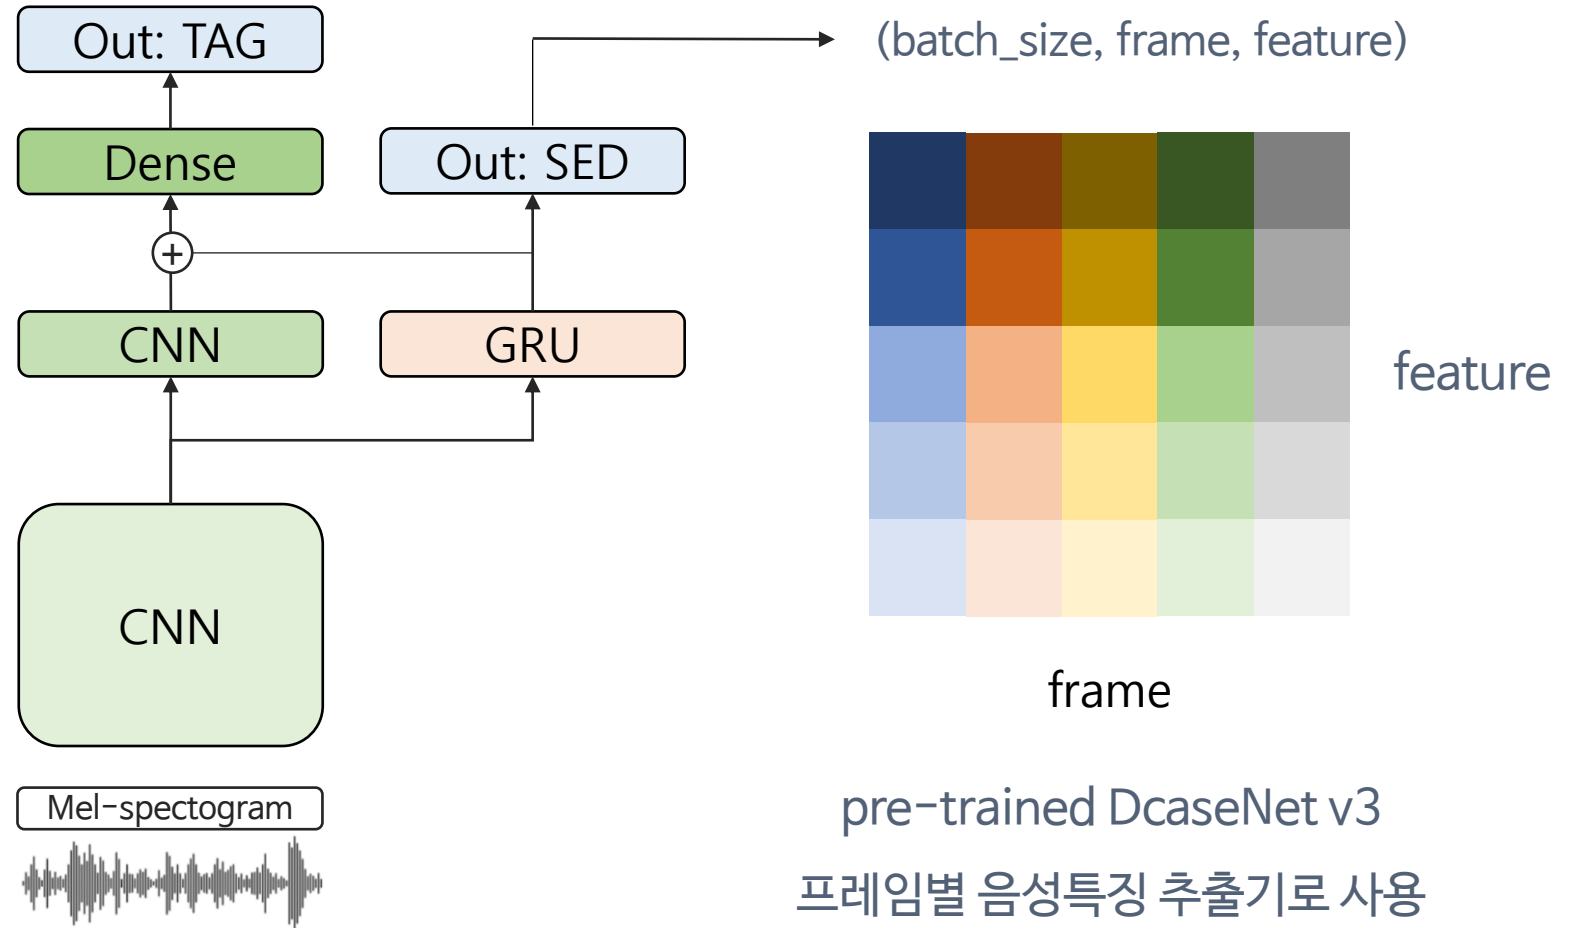 Out: TAG
Dense
Out: SED
+
CNN
GRU
CNN
Mel-spectogram
(batch_size, frame, feature)
feature
frame
pre-trained DcaseNet v3
프레임별 음성특징 추출기로 사용